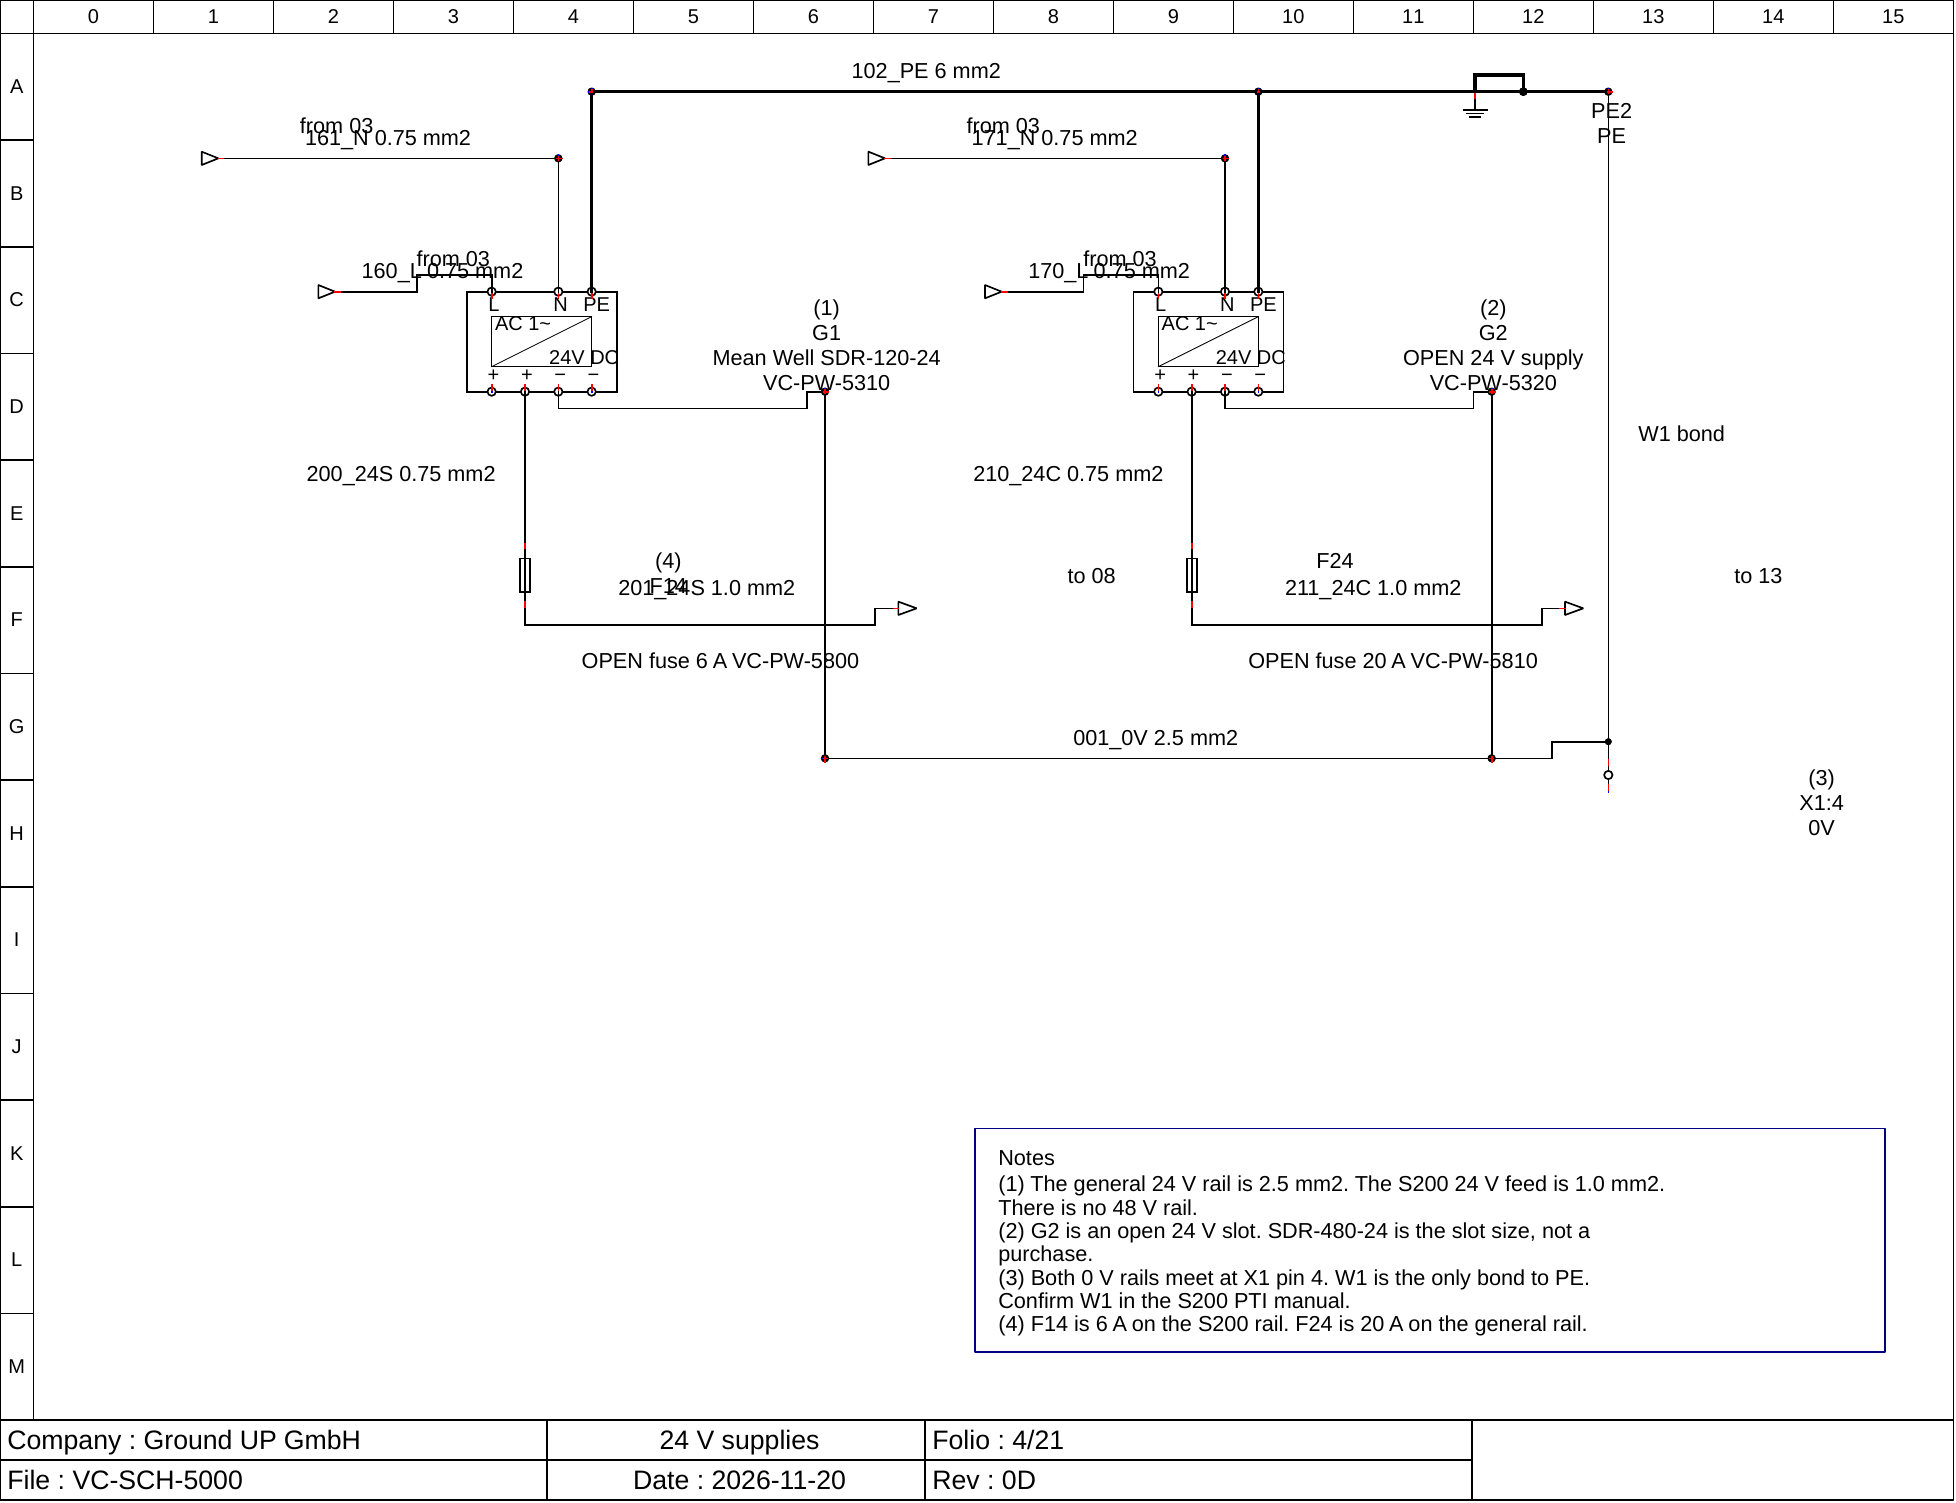 0 1 2 3 4 5 6 7 8 9 10 11 12 13 14 15
A
B
C
D
E
F
G
H
I
J
K
L
M
102_PE 6 mm2
PE2
PE
from 03
161_N 0.75 mm2
from 03
171_N 0.75 mm2
from 03
160_L 0.75 mm2
from 03
170_L 0.75 mm2
L N PE
AC 1~
24V DC
+ + − −
(1)
G1
Mean Well SDR-120-24
VC-PW-5310
L N PE
AC 1~
24V DC
+ + − −
(2)
G2
OPEN 24 V supply
VC-PW-5320
W1 bond
200_24S 0.75 mm2
210_24C 0.75 mm2
(4)
F14
201_24S 1.0 mm2
to 08
F24
211_24C 1.0 mm2
to 13
OPEN fuse 6 A VC-PW-5800
OPEN fuse 20 A VC-PW-5810
001_0V 2.5 mm2
(3)
X1:4
0V
Notes
(1) The general 24 V rail is 2.5 mm2. The S200 24 V feed is 1.0 mm2.
There is no 48 V rail.
(2) G2 is an open 24 V slot. SDR-480-24 is the slot size, not a
purchase.
(3) Both 0 V rails meet at X1 pin 4. W1 is the only bond to PE.
Confirm W1 in the S200 PTI manual.
(4) F14 is 6 A on the S200 rail. F24 is 20 A on the general rail.
Company : Ground UP GmbH
24 V supplies
Folio : 4/21
File : VC-SCH-5000
Date : 2026-11-20
Rev : 0D